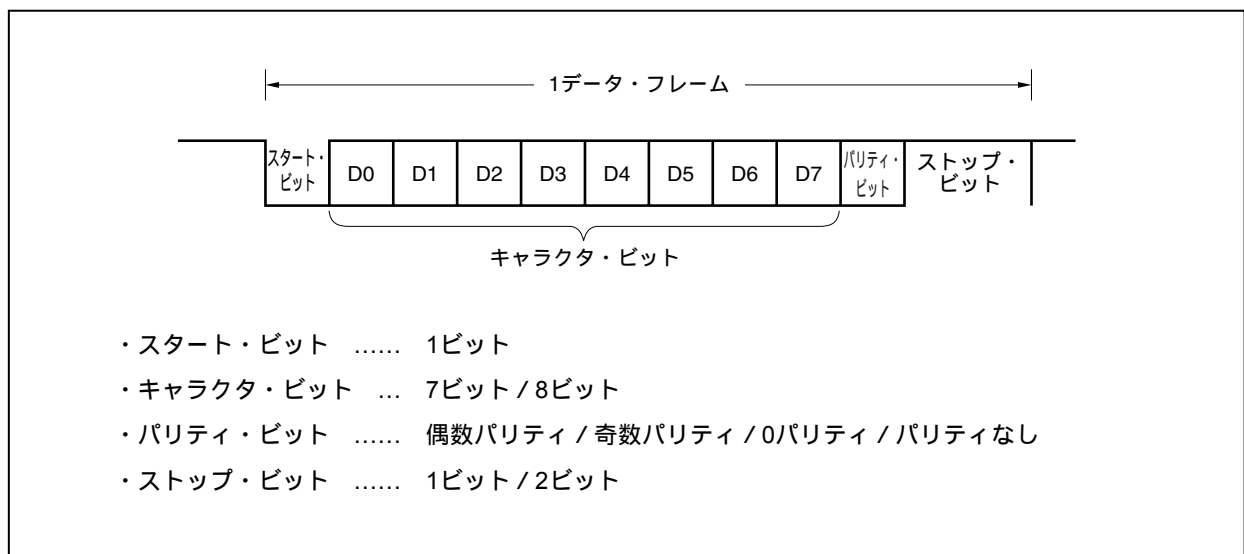 1データ・フレーム
スタート・
ビット
D0 D1 D2 D3 D4 D5 D6 D7
パリティ・
ビット
ストップ・
ビット
キャラクタ・ビット
・スタート・ビット …… 1ビット
・キャラクタ・ビット … 7ビット / 8ビット
・パリティ・ビット …… 偶数パリティ / 奇数パリティ / 0パリティ / パリティなし
・ストップ・ビット …… 1ビット / 2ビット